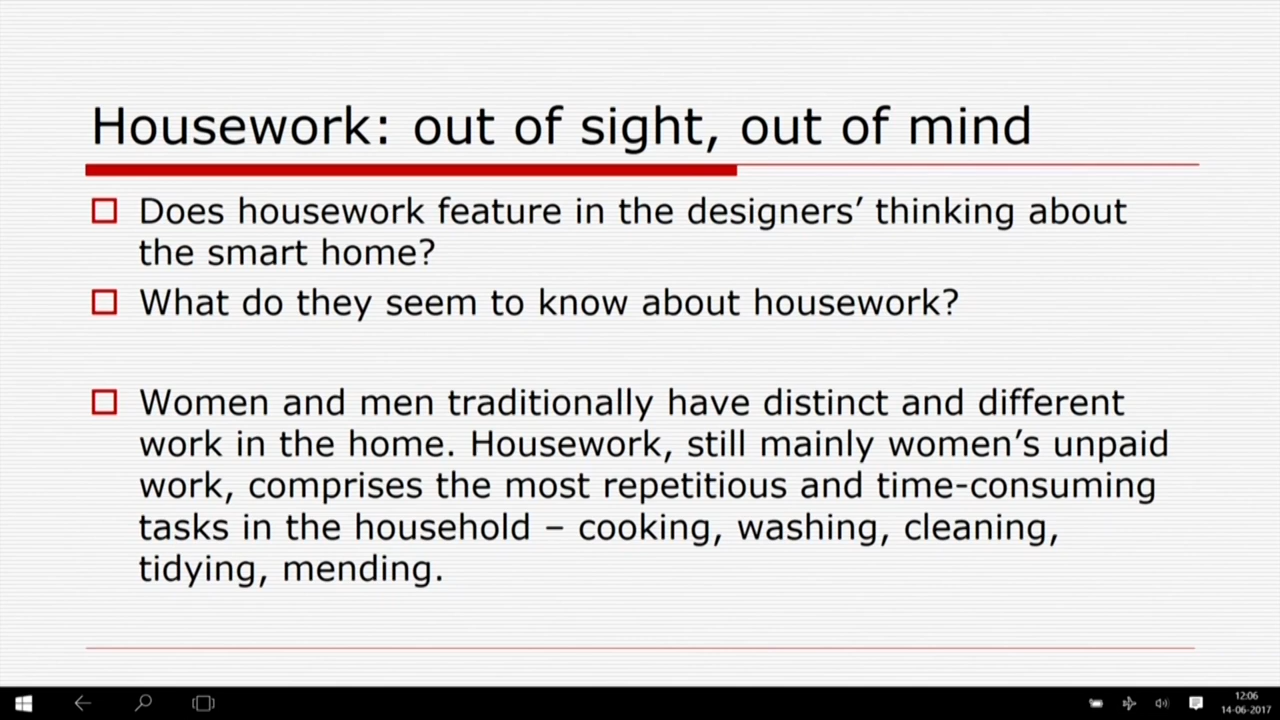 Housework: out of sight, out of mind
Does housework feature in the designers’ thinking about
the smart home?
What do they seem to know about housework?
Women and men traditionally have distinct and different
work in the home. Housework, still mainly women’s unpaid
work, comprises the most repetitious and time-consuming
tasks in the household – cooking, washing, cleaning,
tidying, mending.
12:06
14-06-2017